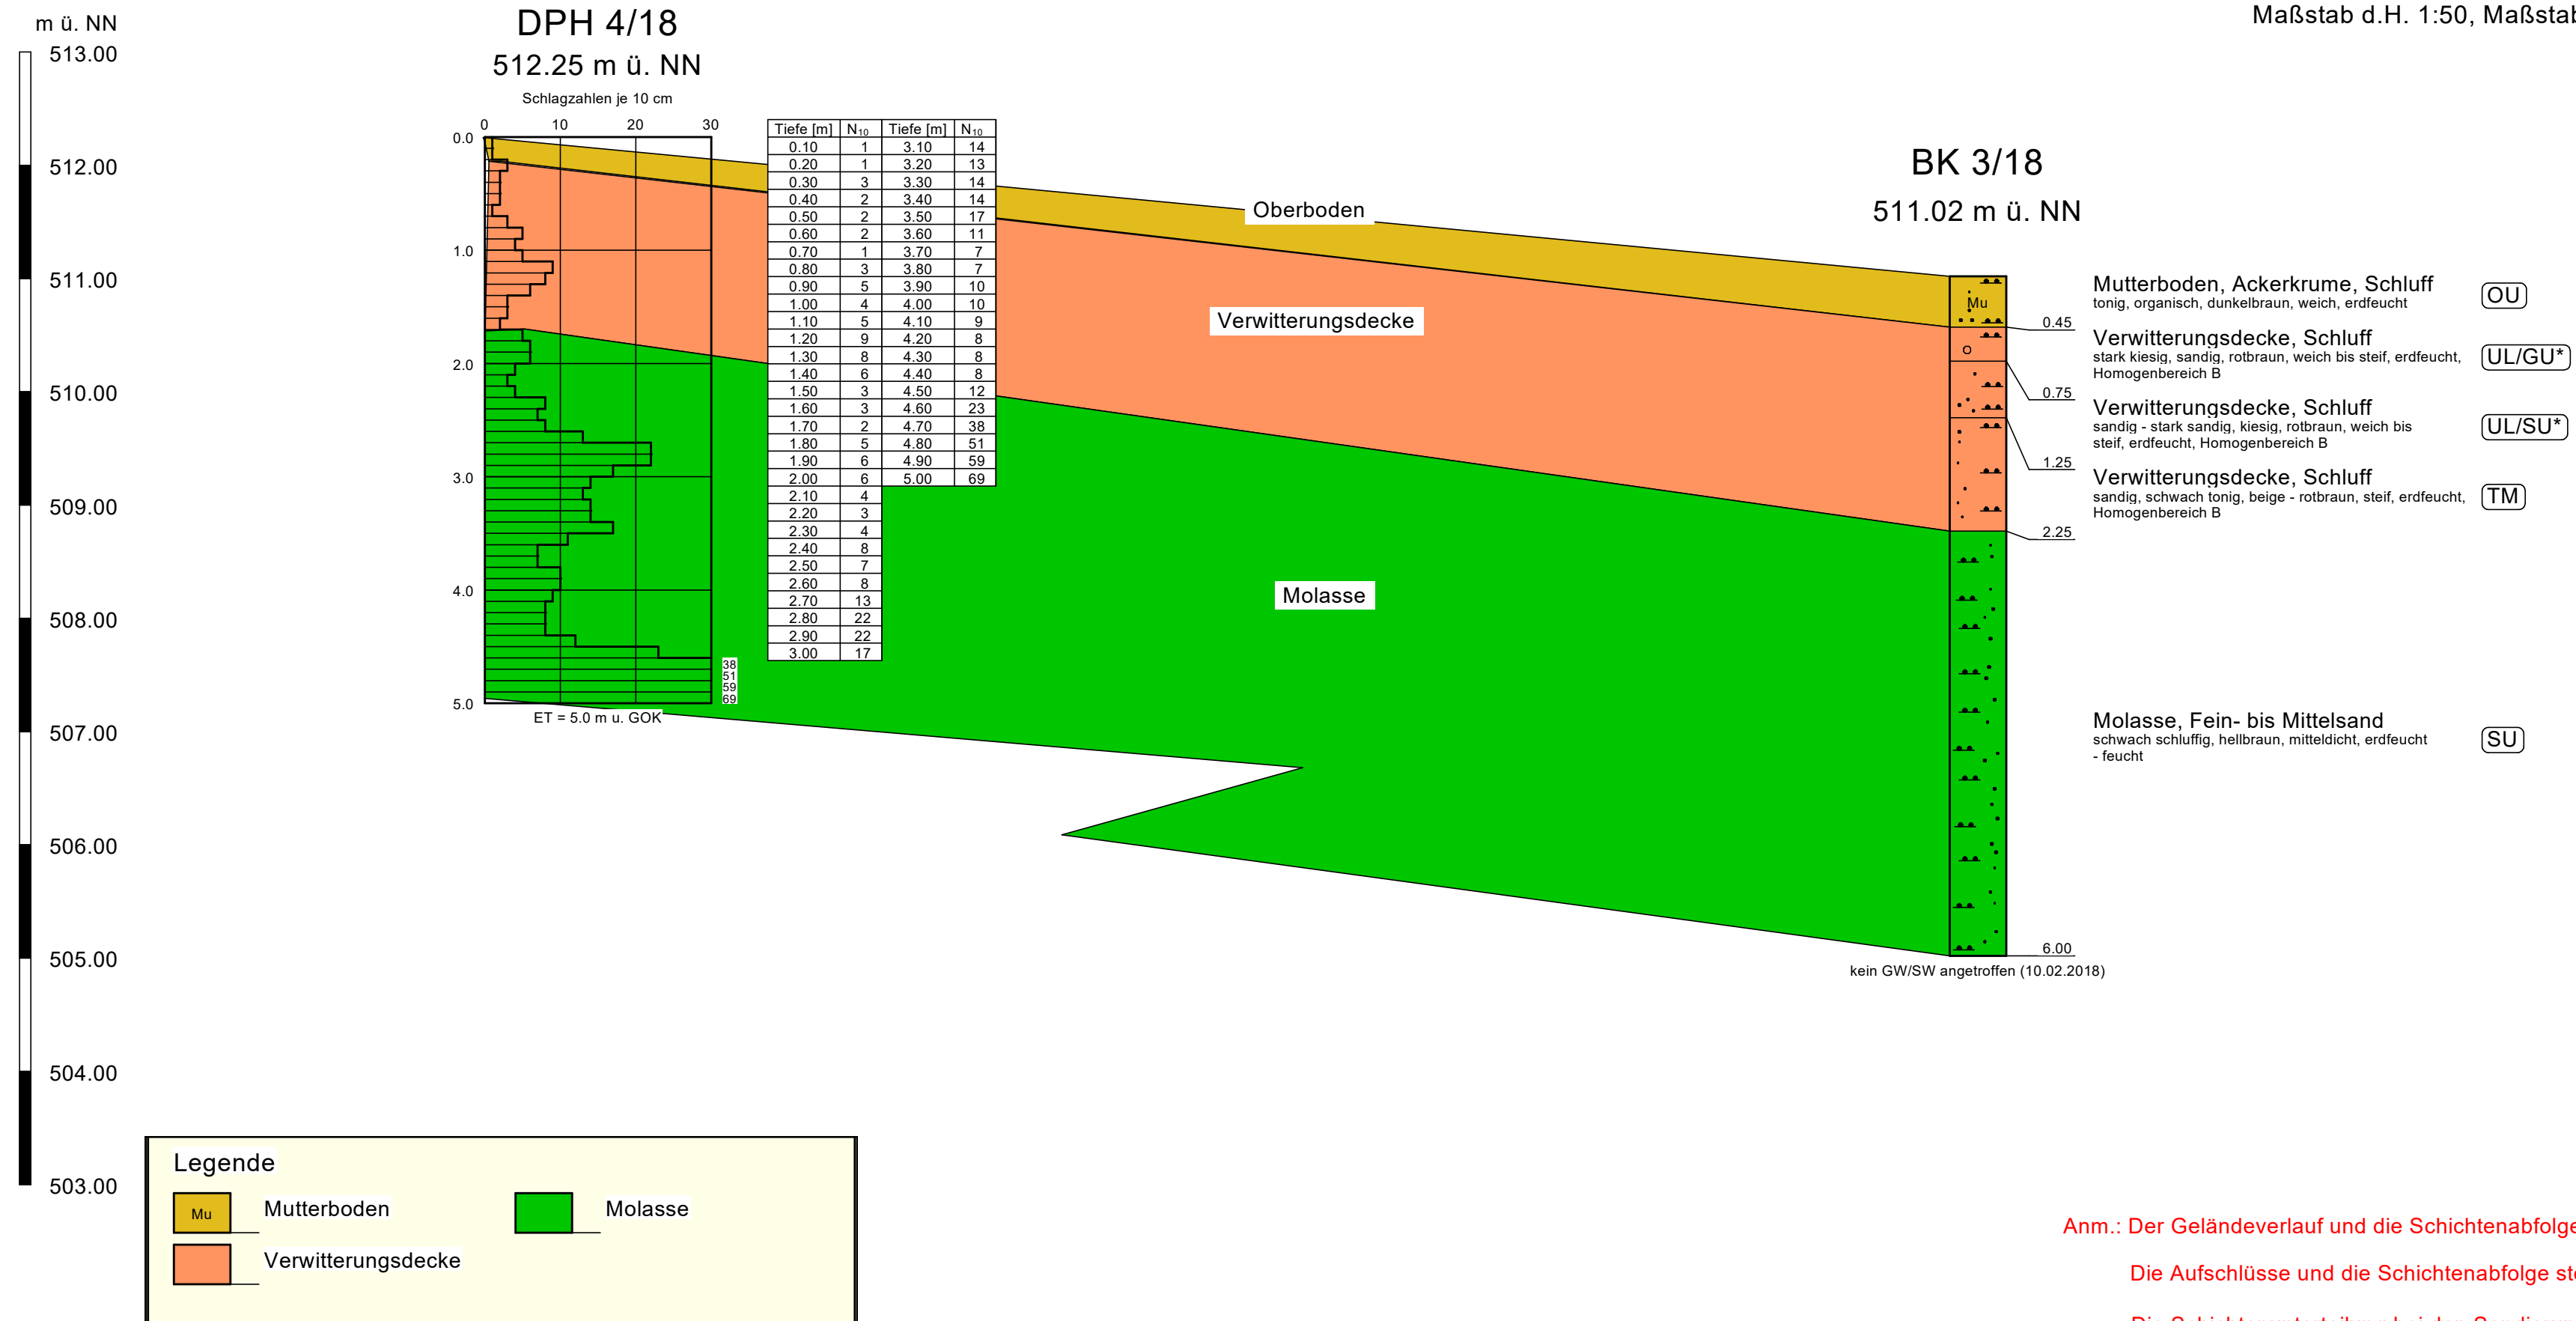 m ü. NN
513.00
512.00
511.00
510.00
509.00
508.00
507.00
506.00
505.00
504.00
503.00
DPH 4/18
512.25 m ü. NN
Schlagzahlen je 10 cm
0 10 20 30
0.0
1.0
2.0
3.0
4.0
5.0
38
51
59
69
ET = 5.0 m u. GOK
Tiefe [m] N10 Tiefe [m] N10
0.10 1 3.10 14
0.20 1 3.20 13
0.30 3 3.30 14
0.40 2 3.40 14
0.50 2 3.50 17
0.60 2 3.60 11
0.70 1 3.70 7
0.80 3 3.80 7
0.90 5 3.90 10
1.00 4 4.00 10
1.10 5 4.10 9
1.20 9 4.20 8
1.30 8 4.30 8
1.40 6 4.40 8
1.50 3 4.50 12
1.60 3 4.60 23
1.70 2 4.70 38
1.80 5 4.80 51
1.90 6 4.90 59
2.00 6 5.00 69
2.10 4
2.20 3
2.30 4
2.40 8
2.50 7
2.60 8
2.70 13
2.80 22
2.90 22
3.00 17
Oberboden
Verwitterungsdecke
Molasse
Maßstab d.H. 1:50, Maßstab
BK 3/18
511.02 m ü. NN
Mu
0.45
0.75
1.25
2.25
6.00
kein GW/SW angetroffen (10.02.2018)
Mutterboden, Ackerkrume, Schluff
tonig, organisch, dunkelbraun, weich, erdfeucht
OU
Verwitterungsdecke, Schluff
stark kiesig, sandig, rotbraun, weich bis steif, erdfeucht,
Homogenbereich B
UL/GU*
Verwitterungsdecke, Schluff
sandig - stark sandig, kiesig, rotbraun, weich bis
steif, erdfeucht, Homogenbereich B
UL/SU*
Verwitterungsdecke, Schluff
sandig, schwach tonig, beige - rotbraun, steif, erdfeucht,
Homogenbereich B
TM
Molasse, Fein- bis Mittelsand
schwach schluffig, hellbraun, mitteldicht, erdfeucht
- feucht
SU
Legende
Mu Mutterboden
Molasse
Verwitterungsdecke
Anm.: Der Geländeverlauf und die Schichtenabfolge
Die Aufschlüsse und die Schichtenabfolge